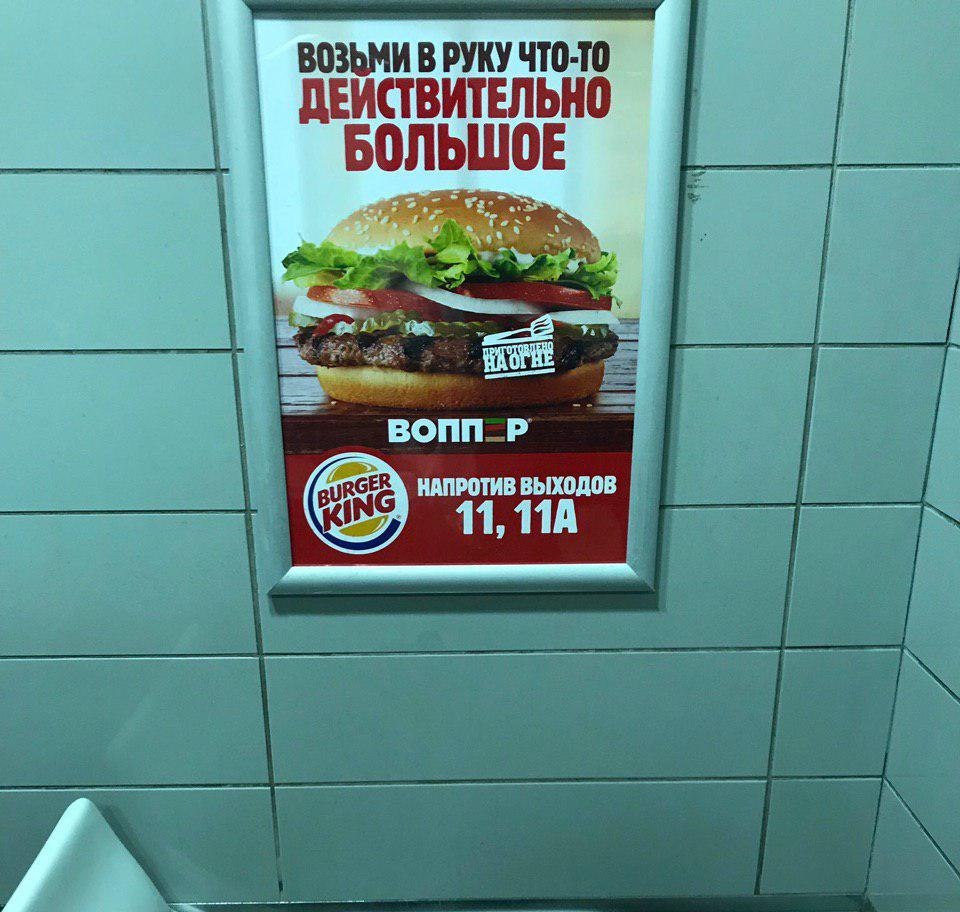 ВОЗЬМИ В РУКУ ЧТО-ТО
ДЕЙСТВИТЕЛЬНО
БОЛЬШОЕ
ПРИГОТОВЛЕНО
НА ОГНЕ
ВОППЕР
BURGER
KING®
НАПРОТИВ ВЫХОДОВ
11, 11А